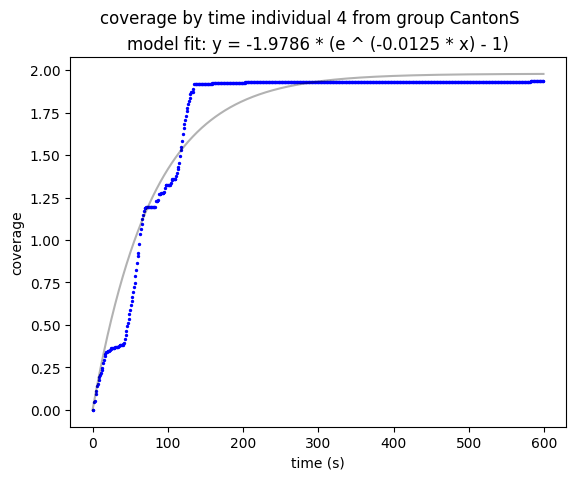 coverage by time individual 4 from group CantonS
model fit: y = -1.9786 * (e ^ (-0.0125 * x) - 1)
2.00
1.75
1.50
1.25
1.00
0.75
0.50
0.25
0.00
coverage
0 100 200 300 400 500 600
time (s)